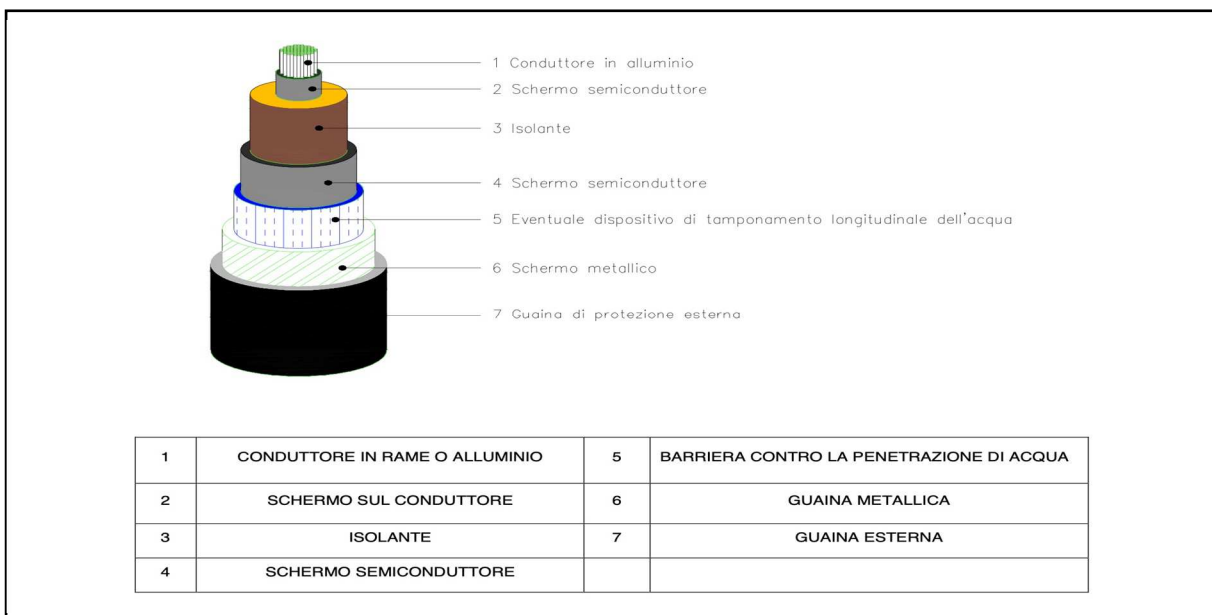 1 Conduttore in alluminio
2 Schermo semiconduttore
3 Isolante
4 Schermo semiconduttore
5 Eventuale dispositivo di tamponamento longitudinale dell'acqua
6 Schermo metallico
7 Guaina di protezione esterna
1 CONDUTTORE IN RAME O ALLUMINIO 5 BARRIERA CONTRO LA PENETRAZIONE DI ACQUA
2 SCHERMO SUL CONDUTTORE 6 GUAINA METALLICA
3 ISOLANTE 7 GUAINA ESTERNA
4 SCHERMO SEMICONDUTTORE